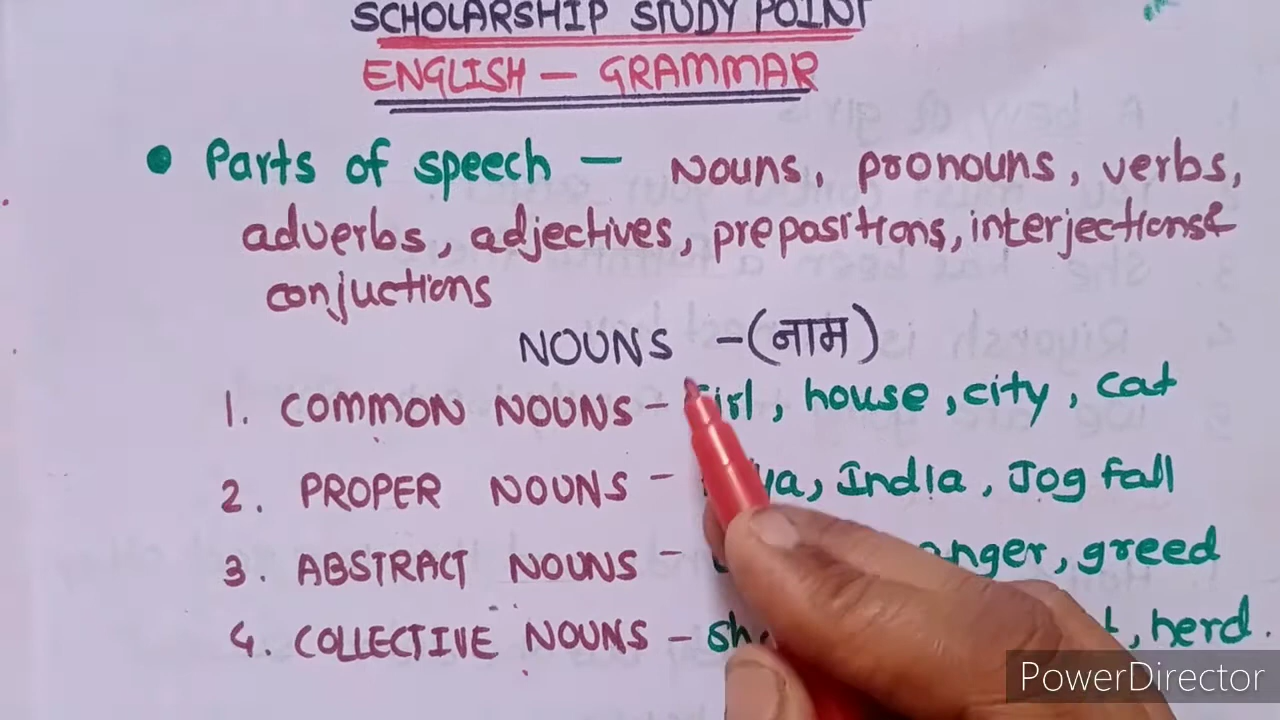 SCHOLARSHIP STUDY POINT
ENGLISH — GRAMMAR
• Parts of speech — Nouns, pronouns, verbs,
adverbs, adjectives, prepositions, interjections &
conjuctions
NOUNS - (नाम)
1. COMMON NOUNS - girl, house, city, cat
2. PROPER NOUNS - India, Jog fall
3. ABSTRACT NOUNS - anger, greed
4. COLLECTIVE NOUNS - herd.
PowerDirector